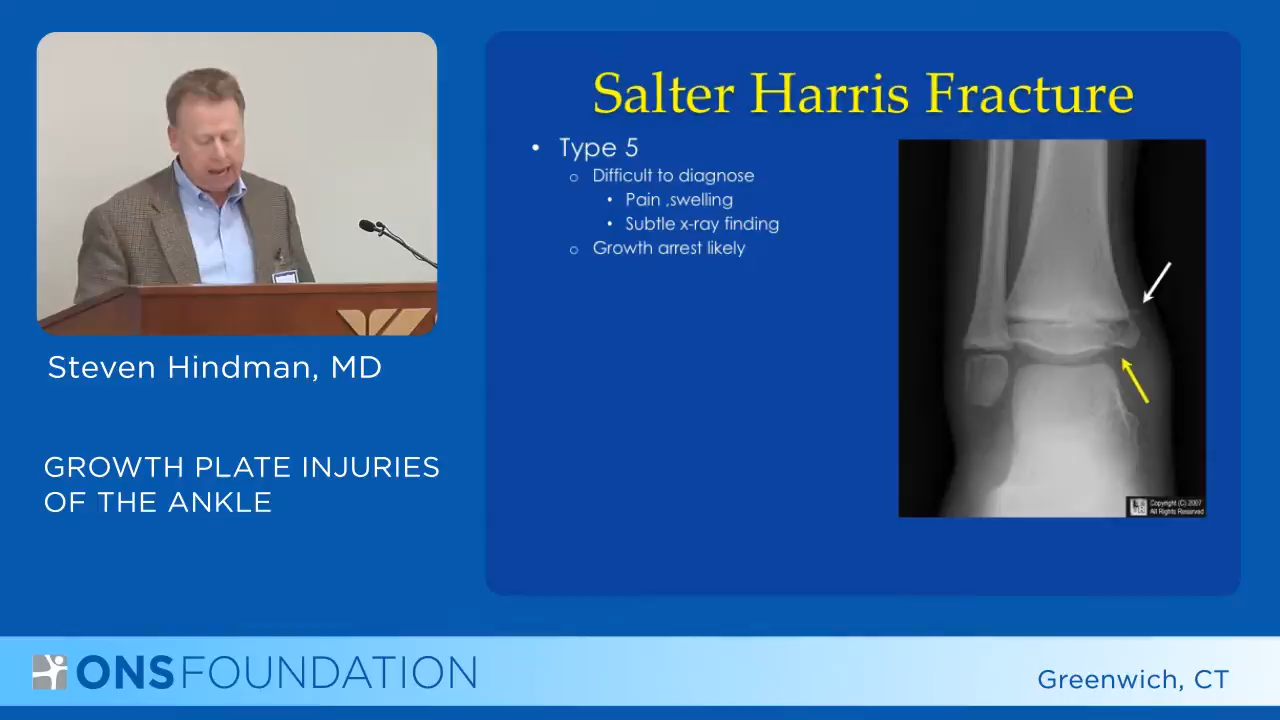 Salter Harris Fracture
• Type 5
o Difficult to diagnose
• Pain ,swelling
• Subtle x-ray finding
o Growth arrest likely
Copyright (C) 2007
All Rights Reserved
Steven Hindman, MD
GROWTH PLATE INJURIES
OF THE ANKLE
ONS FOUNDATION
Greenwich, CT